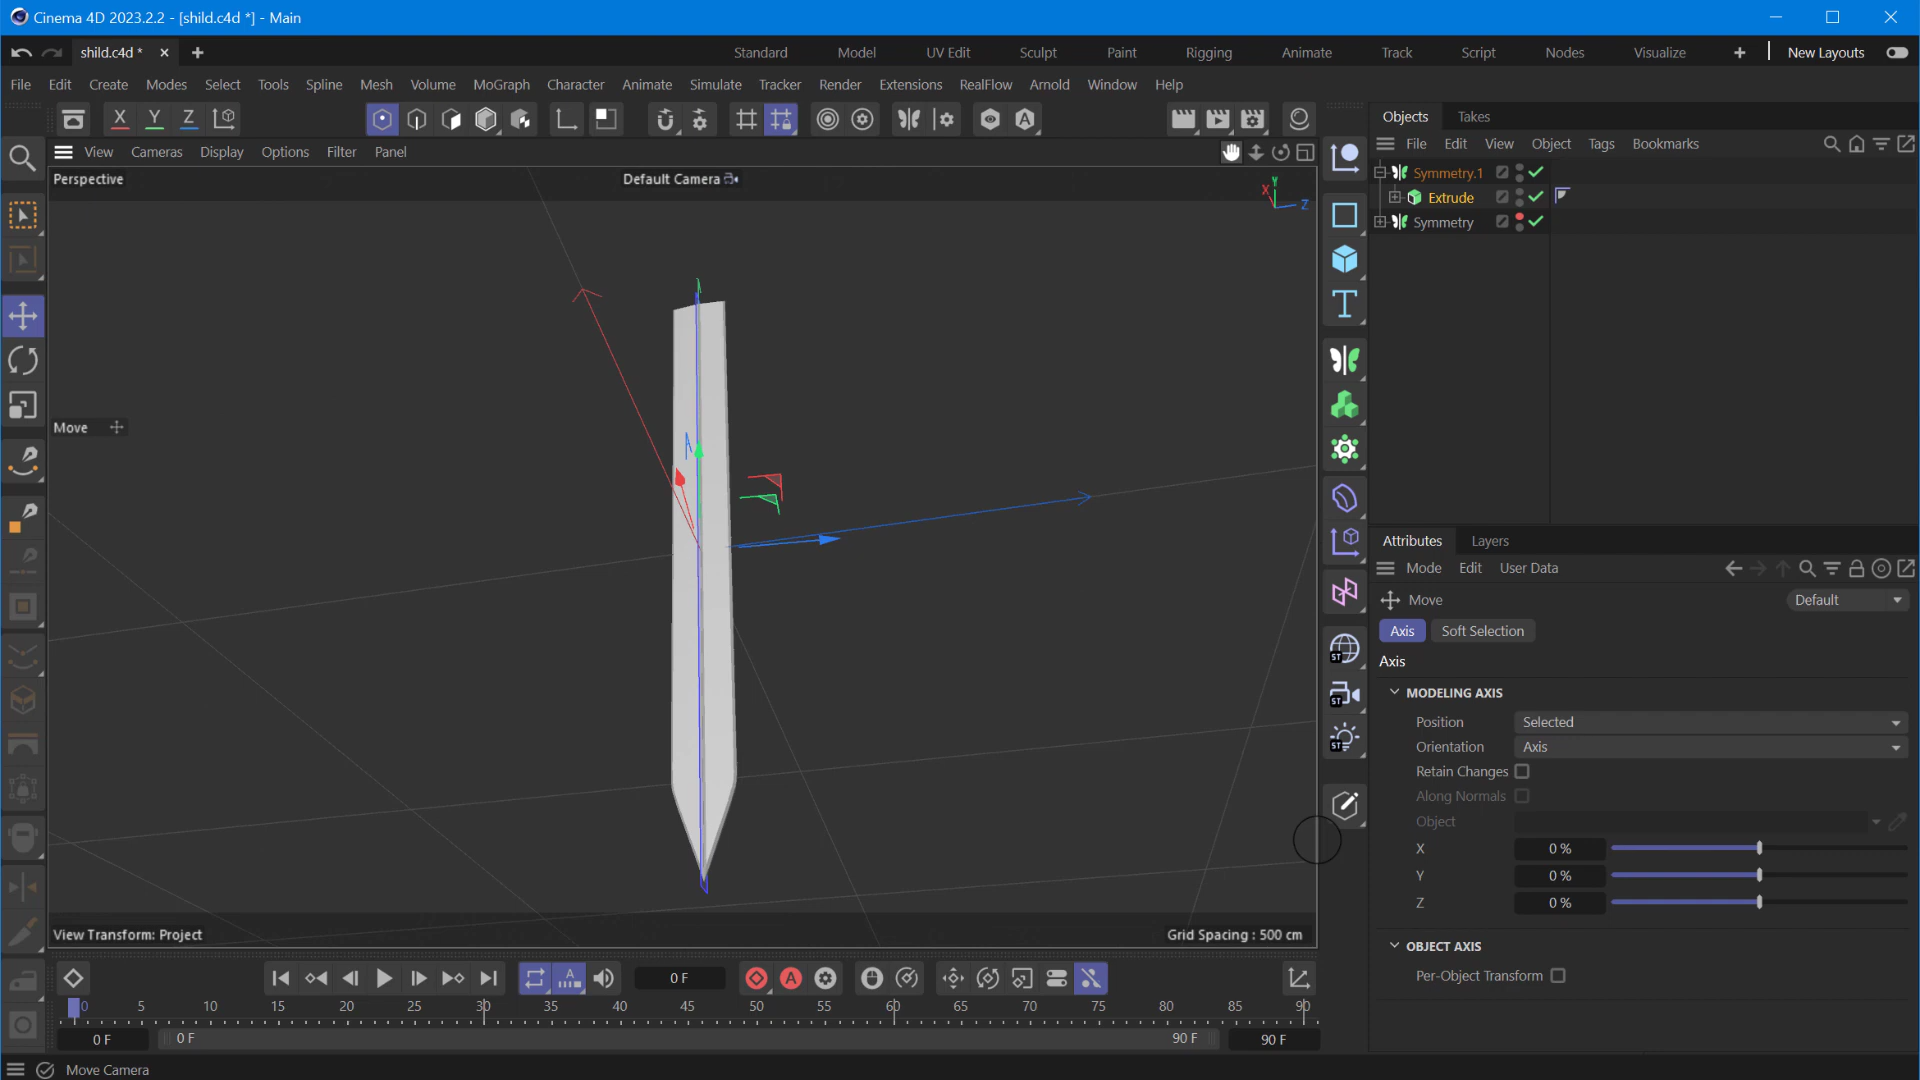 Cinema 4D 2023.2.2 - [shild.c4d *] - Main
shild.c4d *
Standard Model UV Edit Sculpt Paint Rigging Animate Track Script Nodes Visualize New Layouts
File Edit Create Modes Select Tools Spline Mesh Volume MoGraph Character Animate Simulate Tracker Render Extensions RealFlow Arnold Window Help
X Y Z
Objects Takes
View Cameras Display Options Filter Panel
File Edit View Object Tags Bookmarks
Perspective
Default Camera
X Y Z
Symmetry.1
Extrude
Symmetry
Move
Attributes Layers
Mode Edit User Data
Move
Default
Axis Soft Selection
Axis
MODELING AXIS
Position Selected
Orientation Axis
Retain Changes
Along Normals
Object
X 0 %
Y 0 %
Z 0 %
ST
ST
ST
View Transform: Project
Grid Spacing : 500 cm
OBJECT AXIS
Per-Object Transform
0 F
0 5 10 15 20 25 30 35 40 45 50 55 60 65 70 75 80 85 90
0 F 0 F 90 F 90 F
Move Camera